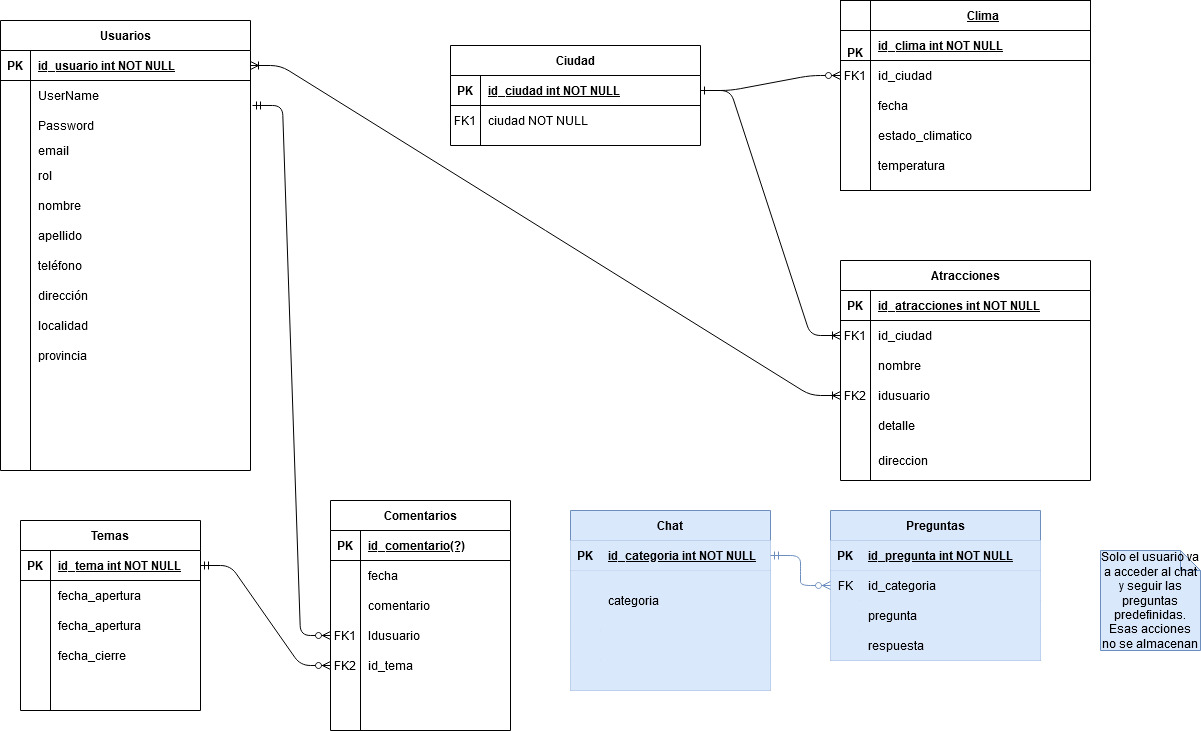 Usuarios
PK id_usuario int NOT NULL
UserName
Password
email
rol
nombre
apellido
teléfono
dirección
localidad
provincia
Ciudad
PK id_ciudad int NOT NULL
FK1 ciudad NOT NULL
Clima
PK id_clima int NOT NULL
FK1 id_ciudad
fecha
estado_climatico
temperatura
Atracciones
PK id_atracciones int NOT NULL
FK1 id_ciudad
nombre
FK2 idusuario
detalle
direccion
Temas
PK id_tema int NOT NULL
fecha_apertura
fecha_apertura
fecha_cierre
Comentarios
PK id_comentario(?)
fecha
comentario
FK1 Idusuario
FK2 id_tema
Chat
PK id_categoria int NOT NULL
categoria
Preguntas
PK id_pregunta int NOT NULL
FK id_categoria
pregunta
respuesta
Solo el usuario va
a acceder al chat
y seguir las
preguntas
predefinidas.
Esas acciones
no se almacenan